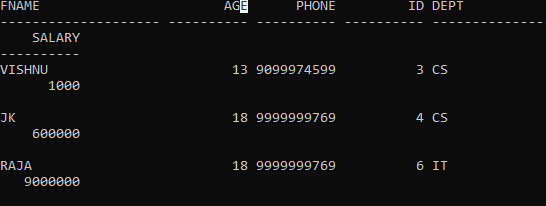 FNAME                       AGE      PHONE         ID DEPT
-------------------- ---------- ---------- ---------- --------------
    SALARY
----------
VISHNU                       13 9099974599          3 CS
      1000
JK                           18 9999999769          4 CS
    600000
RAJA                         18 9999999769          6 IT
   9000000